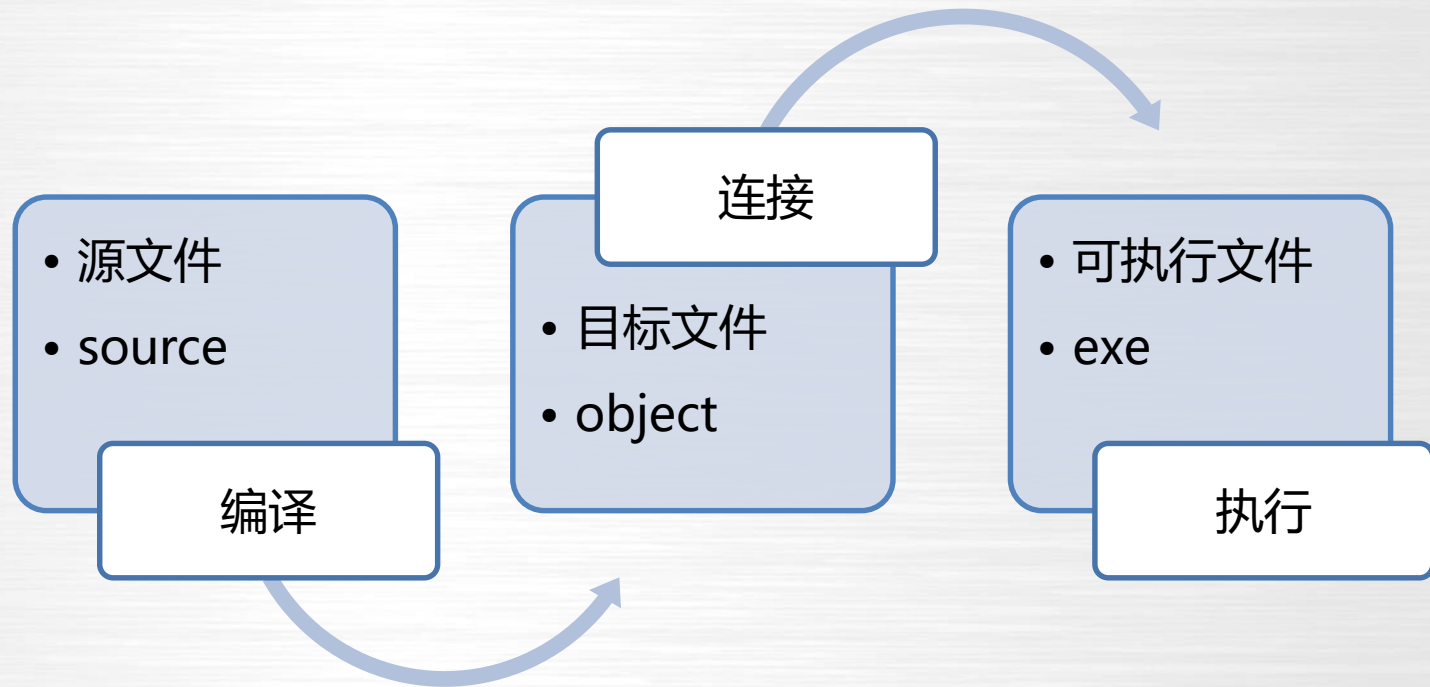 • 源文件
• source
编译
连接
• 目标文件
• object
• 可执行文件
• exe
执行